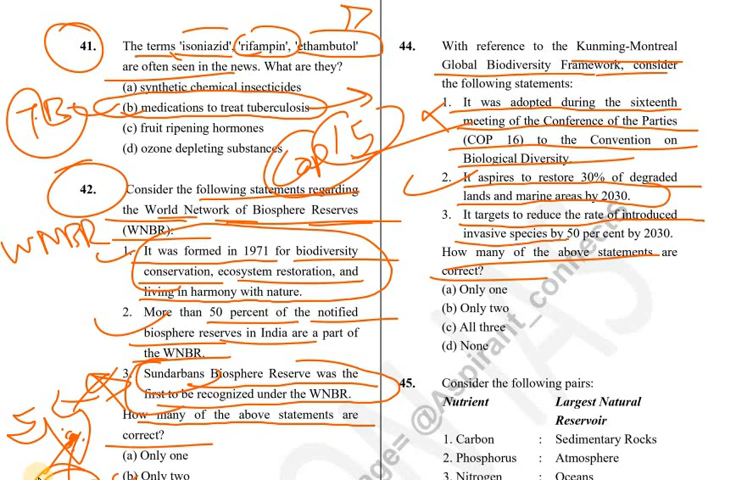 41. The terms 'isoniazid', 'rifampin', 'ethambutol'
are often seen in the news. What are they?
(a) synthetic chemical insecticides
(b) medications to treat tuberculosis
(c) fruit ripening hormones
(d) ozone depleting substances
T.B.
Cop 15
42. Consider the following statements regarding
the World Network of Biosphere Reserves
(WNBR):
WNBR
1. It was formed in 1971 for biodiversity
conservation, ecosystem restoration, and
living in harmony with nature.
2. More than 50 percent of the notified
biosphere reserves in India are a part of
the WNBR.
3. Sundarbans Biosphere Reserve was the
first to be recognized under the WNBR.
How many of the above statements are
correct?
(a) Only one
(b) Only two
44. With reference to the Kunming-Montreal
Global Biodiversity Framework, consider
the following statements:
1. It was adopted during the sixteenth
meeting of the Conference of the Parties
(COP 16) to the Convention on
Biological Diversity.
2. It aspires to restore 30% of degraded
lands and marine areas by 2030.
3. It targets to reduce the rate of introduced
invasive species by 50 per cent by 2030.
How many of the above statements are
correct?
(a) Only one
(b) Only two
(c) All three
(d) None
45. Consider the following pairs:
Nutrient Largest Natural
Reservoir
1. Carbon : Sedimentary Rocks
2. Phosphorus : Atmosphere
3. Nitrogen : Oceans
page= @Aspirant_connect